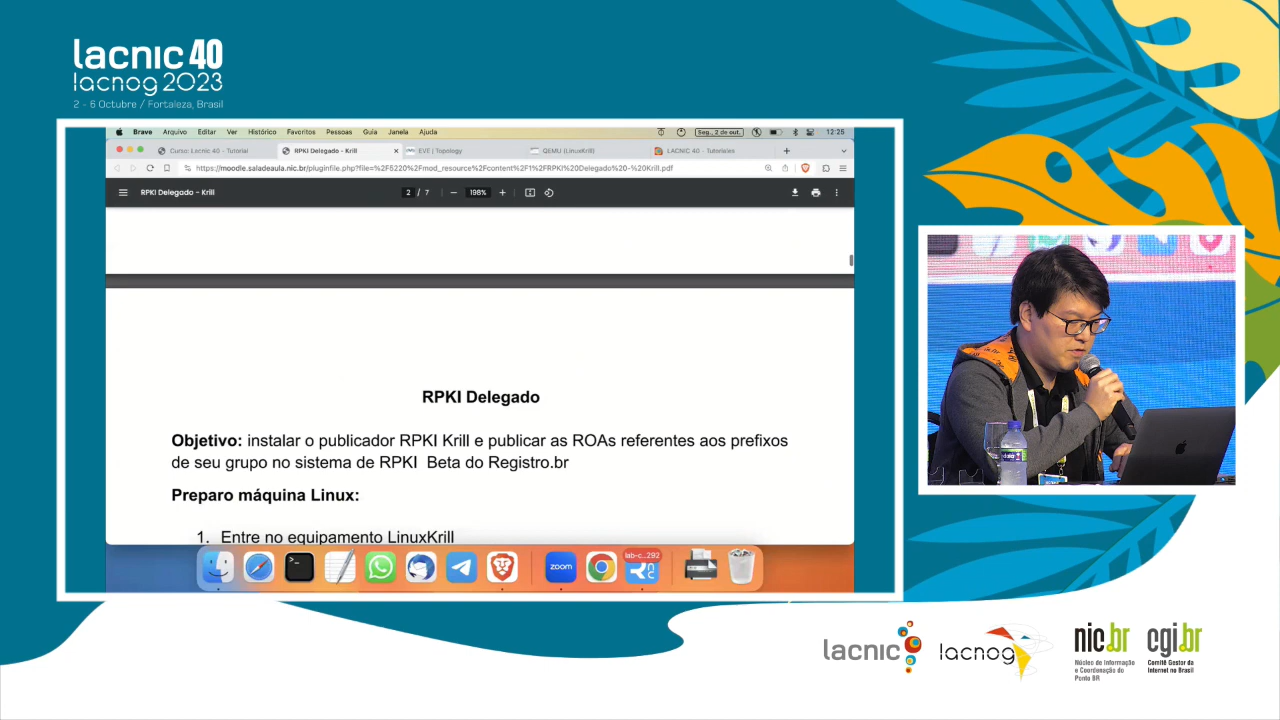 lacnic 40
lacnog 2023
2 - 6 Octubre / Fortaleza, Brasil
Brave Arquivo Editar Ver Histórico Favoritos Pessoas Guia Janela Ajuda
Seg., 2 de out.
12:25
Curso: Lacnic 40 - Tutorial
RPKI Delegado - Krill
EVE | Topology
QEMU (LinuxKrill)
LACNIC 40 - Tutoriales
https://moodle.saladeaula.nic.br/pluginfile.php?file=%2F5220%2Fmod_resource%2Fcontent%2F1%2FRPKI%20Delegado%20-%20Krill.pdf
RPKI Delegado - Krill
2 / 7
198%
RPKI Delegado
Objetivo: instalar o publicador RPKI Krill e publicar as ROAs referentes aos prefixos
de seu grupo no sistema de RPKI Beta do Registro.br
Preparo máquina Linux:
1. Entre no equipamento LinuxKrill
lab-c...292
zoom
lacnic
lacnog
nic.br
Núcleo de Informação
e Coordenação do
Ponto BR
cgi.br
Comitê Gestor da
Internet no Brasil